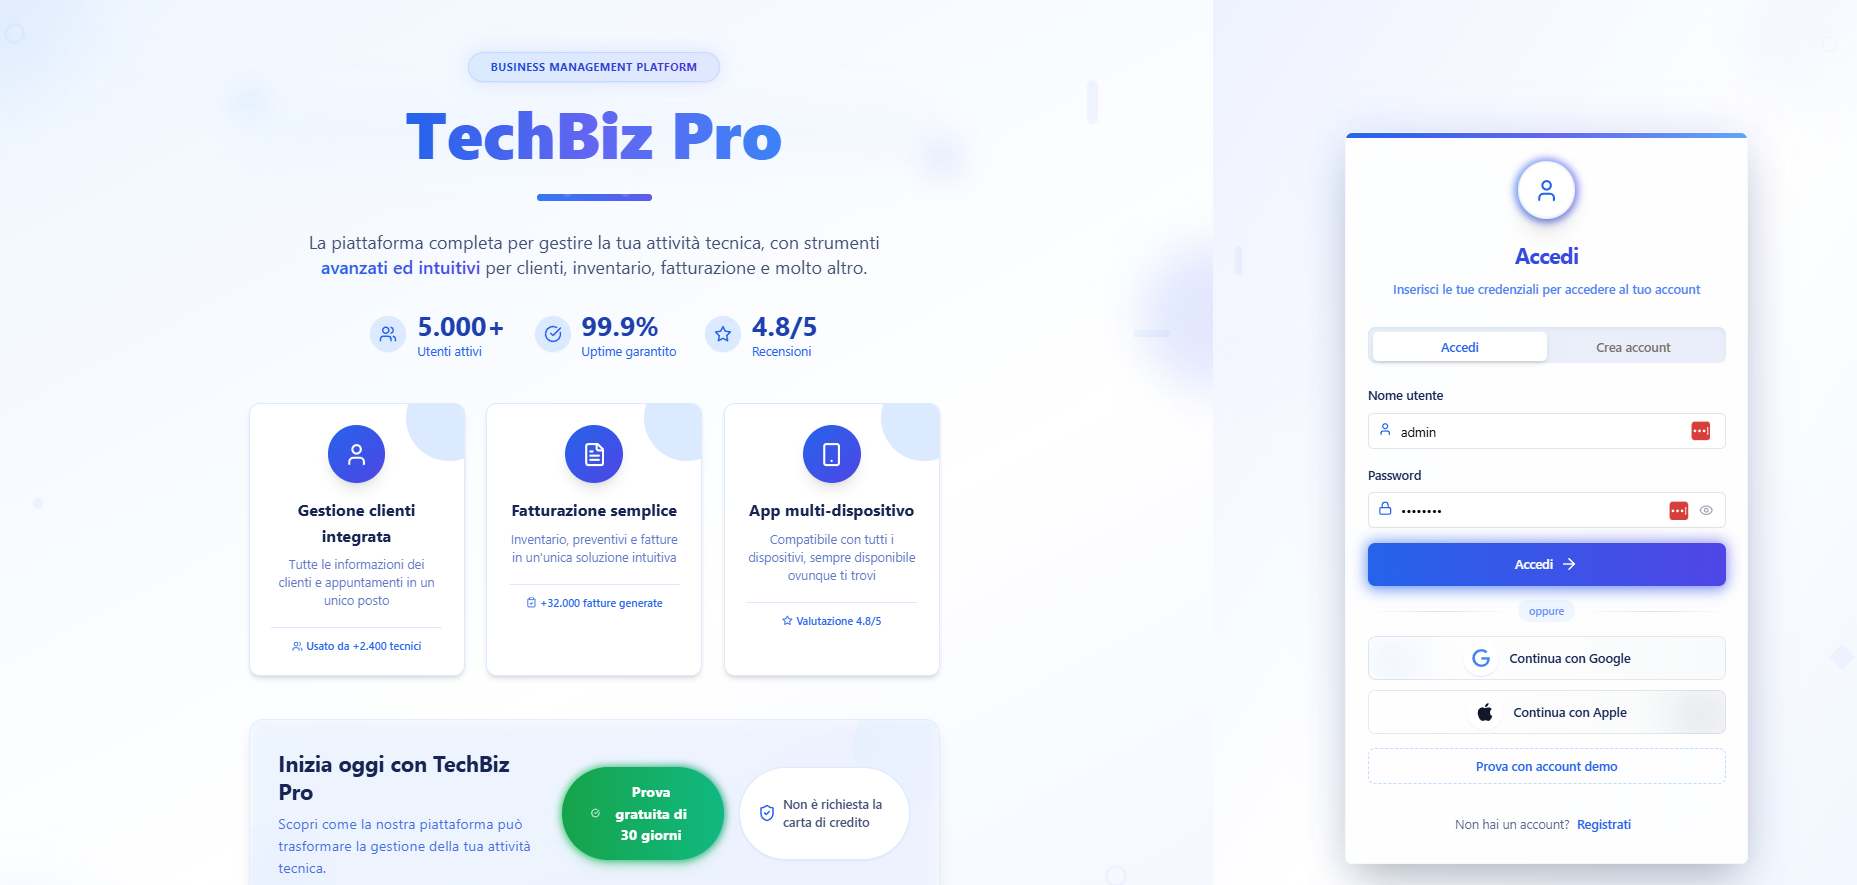 BUSINESS MANAGEMENT PLATFORM
TechBiz Pro
La piattaforma completa per gestire la tua attività tecnica, con strumenti
avanzati ed intuitivi per clienti, inventario, fatturazione e molto altro.
5.000+
Utenti attivi
99.9%
Uptime garantito
4.8/5
Recensioni
Gestione clienti
integrata
Tutte le informazioni dei
clienti e appuntamenti in un
unico posto
Usato da +2.400 tecnici
Fatturazione semplice
Inventario, preventivi e fatture
in un'unica soluzione intuitiva
+32.000 fatture generate
App multi-dispositivo
Compatibile con tutti i
dispositivi, sempre disponibile
ovunque ti trovi
Valutazione 4.8/5
Inizia oggi con TechBiz
Pro
Scopri come la nostra piattaforma può
trasformare la gestione della tua attività
tecnica.
Prova
gratuita di
30 giorni
Non è richiesta la
carta di credito
Accedi
Inserisci le tue credenziali per accedere al tuo account
Accedi
Crea account
Nome utente
admin
Password
••••••••
Accedi
oppure
Continua con Google
Continua con Apple
Prova con account demo
Non hai un account? Registrati